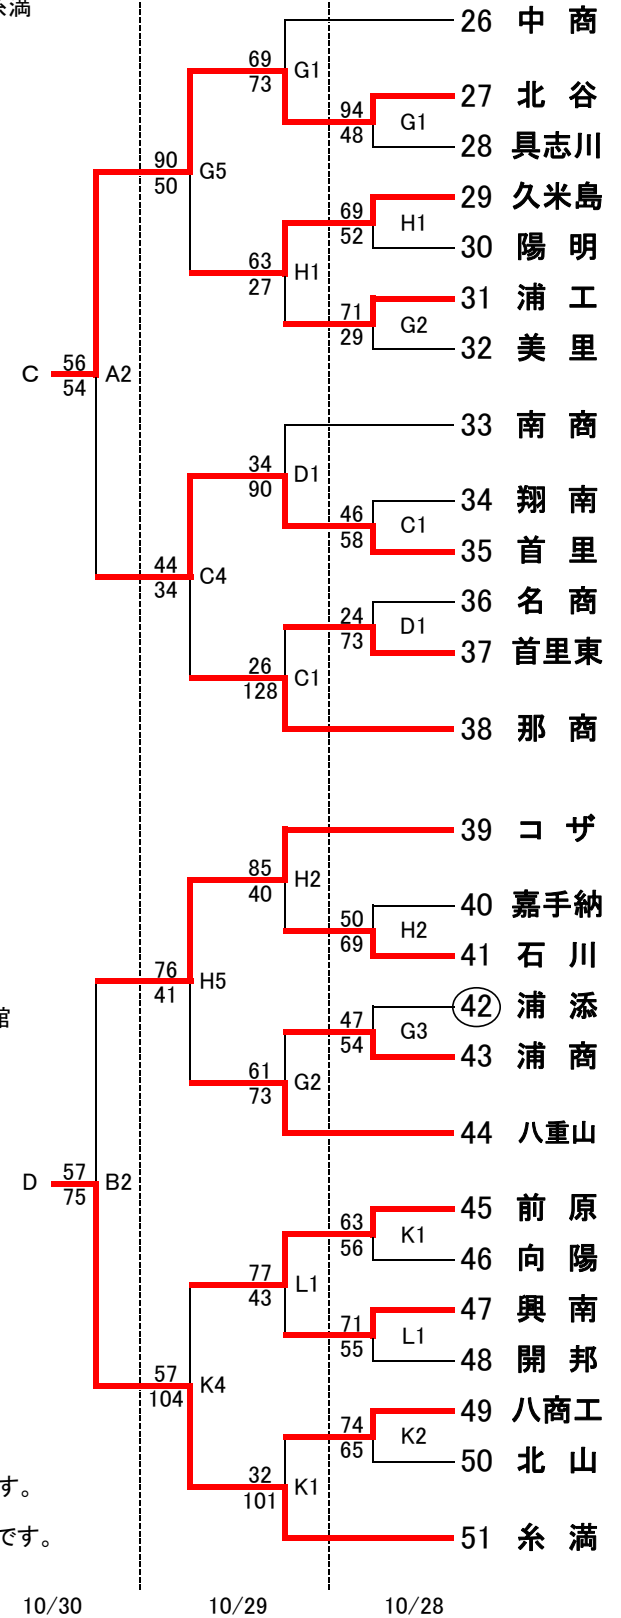 糸満
26 中 商
69
73
G1
27 北 谷
94
48
G1
28 具志川
90
50
G5
29 久米島
69
52
H1
30 陽 明
63
27
H1
31 浦 工
71
29
G2
32 美 里
C
56
54
A2
33 南 商
34
90
D1
34 翔 南
46
58
C1
35 首 里
44
34
C4
36 名 商
24
73
D1
37 首里東
26
128
C1
38 那 商
39 コ ザ
85
40
H2
40 嘉手納
50
69
H2
41 石 川
76
41
H5
館
42 浦 添
47
54
G3
43 浦 商
61
73
G2
44 八重山
D
57
75
B2
45 前 原
63
56
K1
46 向 陽
77
43
L1
47 興 南
71
55
L1
48 開 邦
57
104
K4
49 八商工
74
65
K2
50 北 山
32
101
K1
す。
51 糸 満
です。
10/30 10/29 10/28